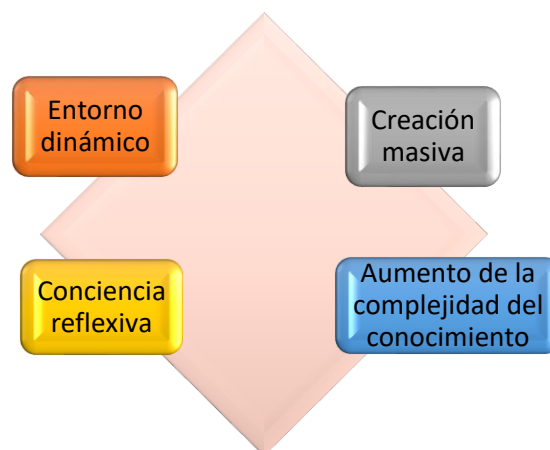 Entorno
dinámico
Creación
masiva
Conciencia
reflexiva
Aumento de la
complejidad del
conocimiento